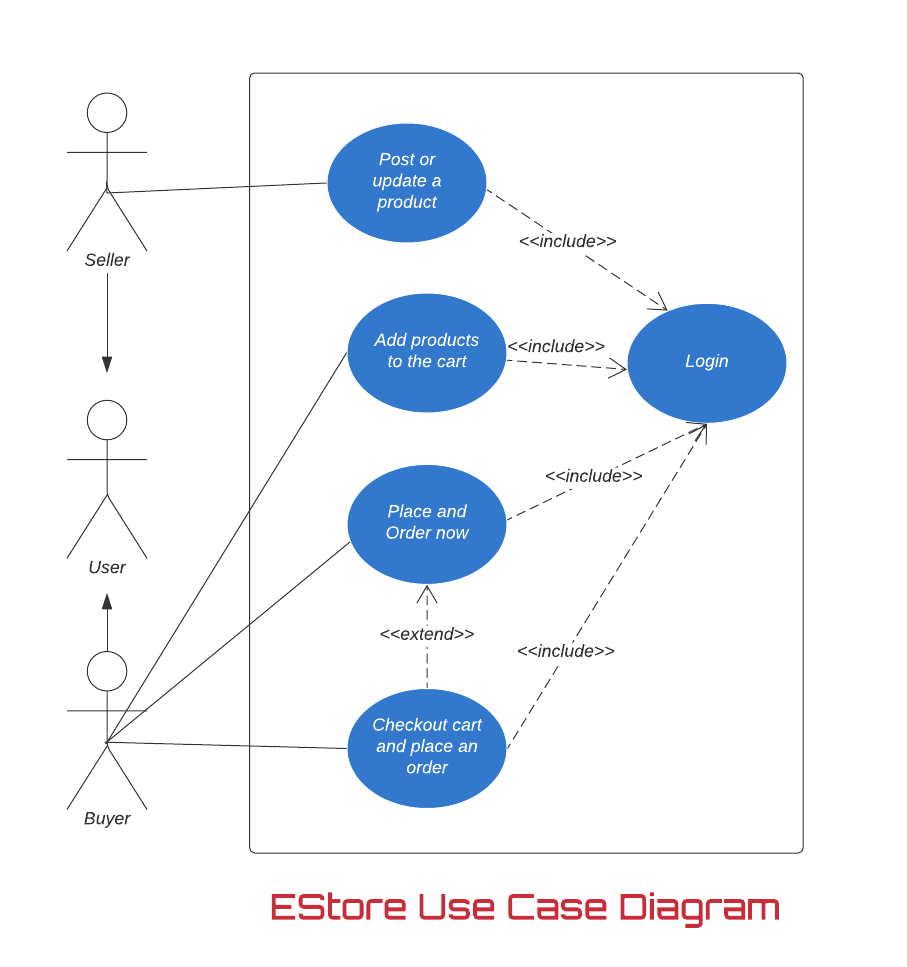 Post or
update a
product
<<include>>
Seller
Add products
to the cart
<<include>>
Login
<<include>>
Place and
Order now
User
<<extend>>
<<include>>
Checkout cart
and place an
order
Buyer
EStore Use Case Diagram